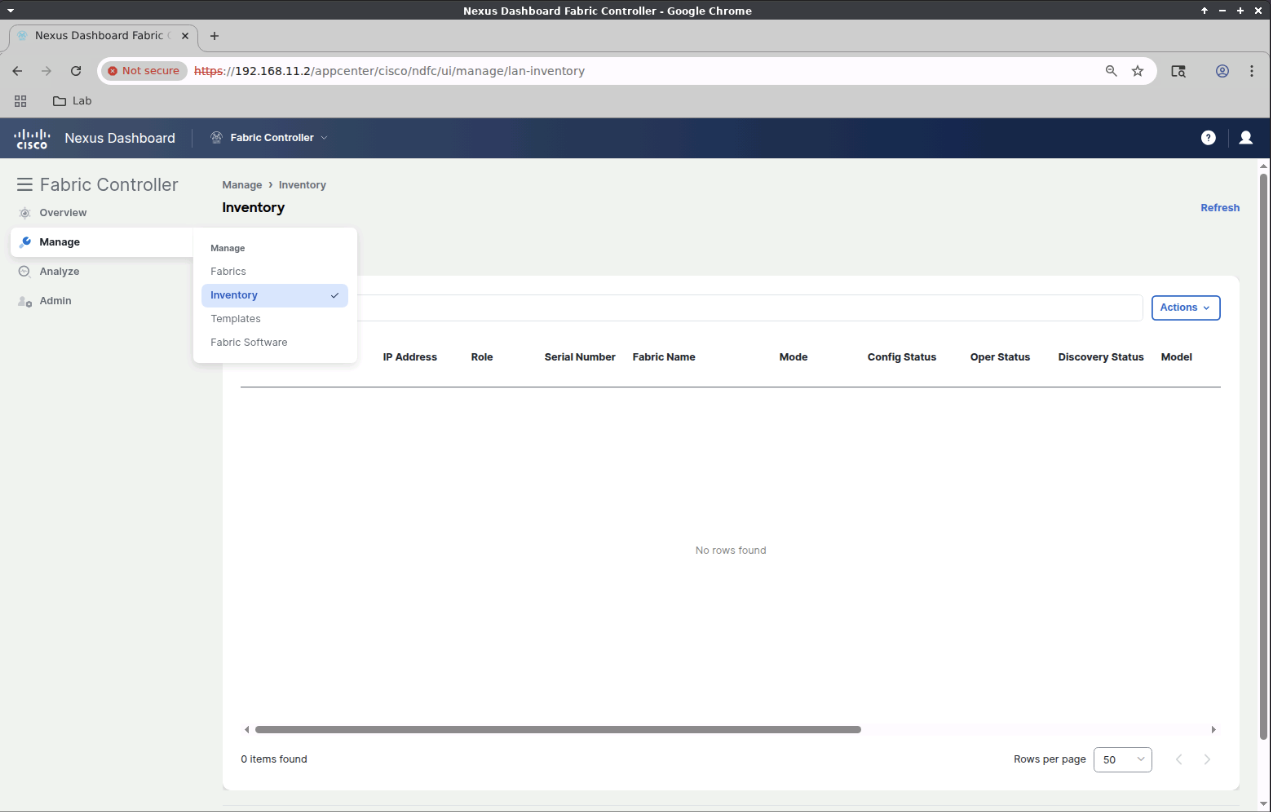 Nexus Dashboard Fabric Controller - Google Chrome
Nexus Dashboard Fabric
Not secure
https://192.168.11.2/appcenter/cisco/ndfc/ui/manage/lan-inventory
Lab
CISCO
Nexus Dashboard
Fabric Controller
?
Fabric Controller
Overview
Manage
Analyze
Admin
Manage
Fabrics
Inventory
Templates
Fabric Software
Manage > Inventory
Inventory
Refresh
Actions
IP Address Role Serial Number Fabric Name Mode Config Status Oper Status Discovery Status Model
No rows found
0 items found
Rows per page 50